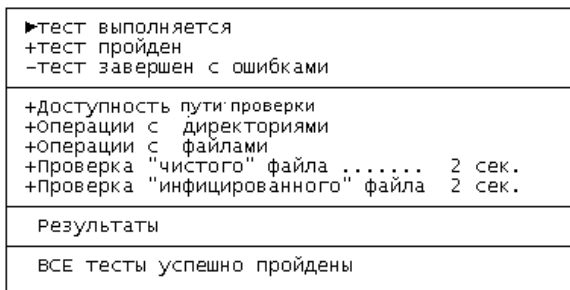 ►тест выполняется
+тест пройден
-тест завершен с ошибками
+Доступность пути проверки
+Операции с директориями
+Операции с файлами
+Проверка "чистого" файла ....... 2 сек.
+Проверка "инфицированного" файла 2 сек.
Результаты
ВСЕ тесты успешно пройдены